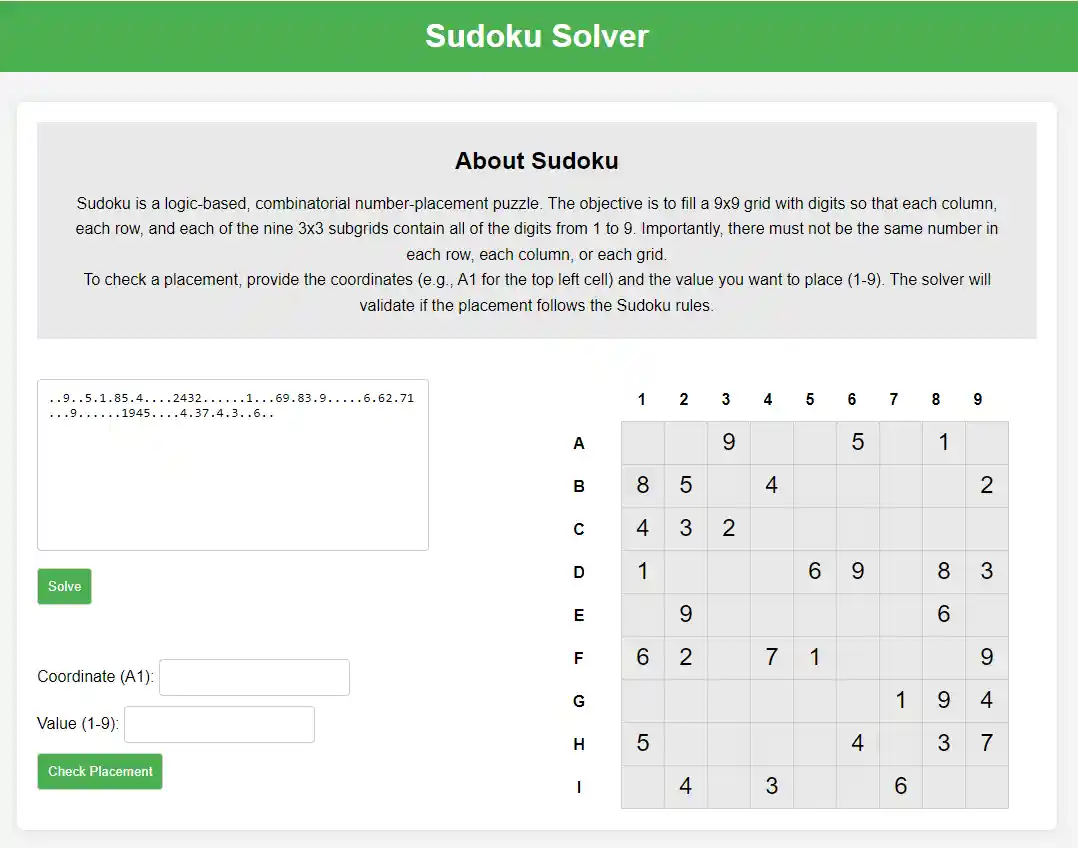 Sudoku Solver
About Sudoku
Sudoku is a logic-based, combinatorial number-placement puzzle. The objective is to fill a 9x9 grid with digits so that each column,
each row, and each of the nine 3x3 subgrids contain all of the digits from 1 to 9. Importantly, there must not be the same number in
each row, each column, or each grid.
To check a placement, provide the coordinates (e.g., A1 for the top left cell) and the value you want to place (1-9). The solver will
validate if the placement follows the Sudoku rules.
..9..5.1.85.4....2432......1...69.83.9.....6.62.71
...9......1945....4.37.4.3..6..
Solve
Coordinate (A1):
Value (1-9):
Check Placement
1 2 3 4 5 6 7 8 9
A 9 5 1
B 8 5 4 2
C 4 3 2
D 1 6 9 8 3
E 9 6
F 6 2 7 1 9
G 1 9 4
H 5 4 3 7
I 4 3 6